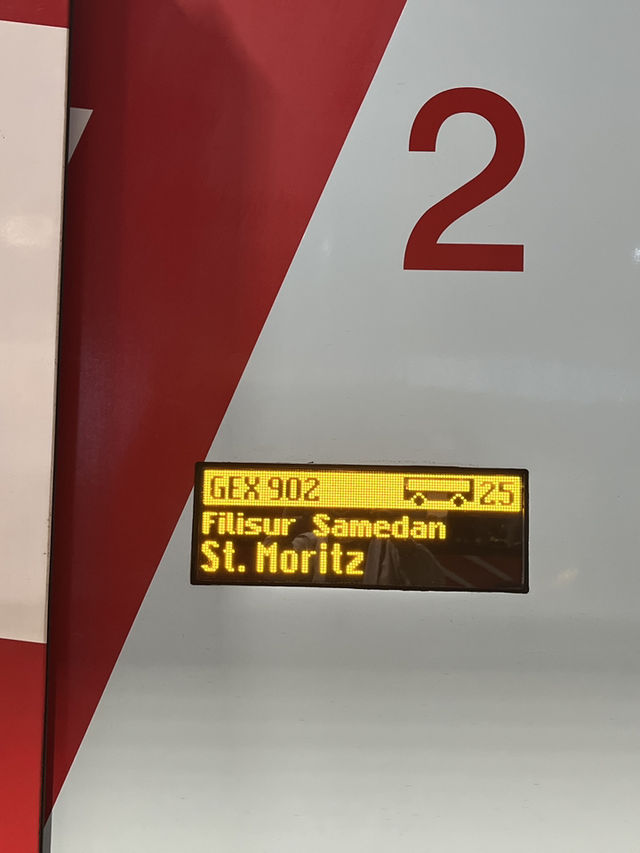 2
GEX 902 25
Filisur Samedan
St. Moritz